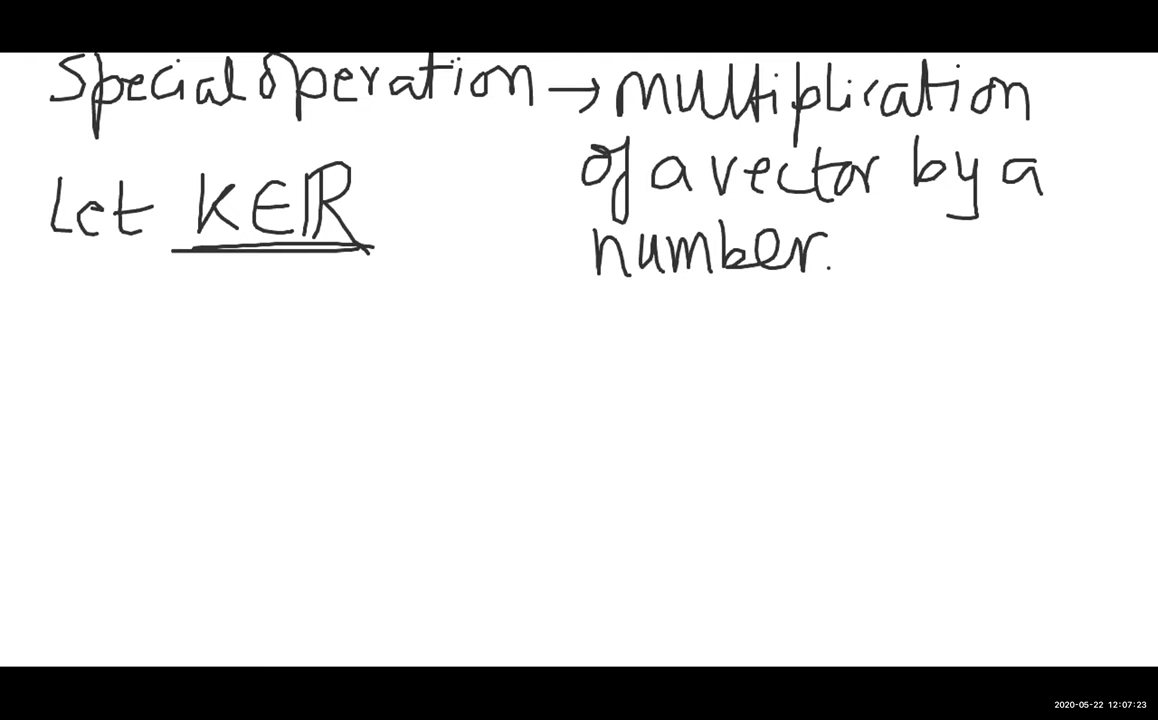 Special operation → multiplication
of a vector by a
Let K∈ℝ
number.
2020-05-22 12:07:23